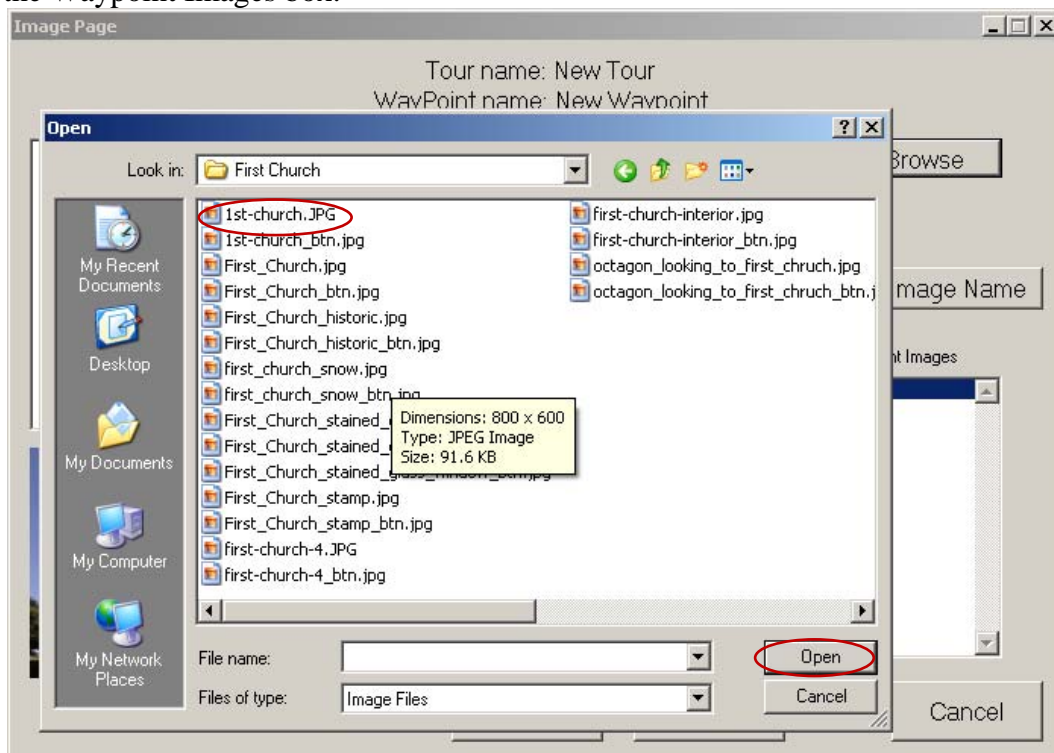 the Waypoint Images box.
Image Page
Tour name: New Tour
WayPoint name: New Waypoint
Open
Browse
Look in:
First Church
My Recent
Documents
Desktop
My Documents
My Computer
My Network
Places
1st-church.JPG
1st-church_btn.jpg
First_Church.jpg
First_Church_btn.jpg
First_Church_historic.jpg
First_Church_historic_btn.jpg
first_church_snow.jpg
first_church_snow_btn.jpg
First_Church_stained_
First_Church_stained_
First_Church_stained_glass_window_btn.jpg
First_Church_stamp.jpg
First_Church_stamp_btn.jpg
first-church-4.JPG
first-church-4_btn.jpg
first-church-interior.jpg
first-church-interior_btn.jpg
octagon_looking_to_first_chruch.jpg
octagon_looking_to_first_chruch_btn.j
Dimensions: 800 x 600
Type: JPEG Image
Size: 91.6 KB
mage Name
nt Images
File name:
Open
Files of type:
Image Files
Cancel
Cancel